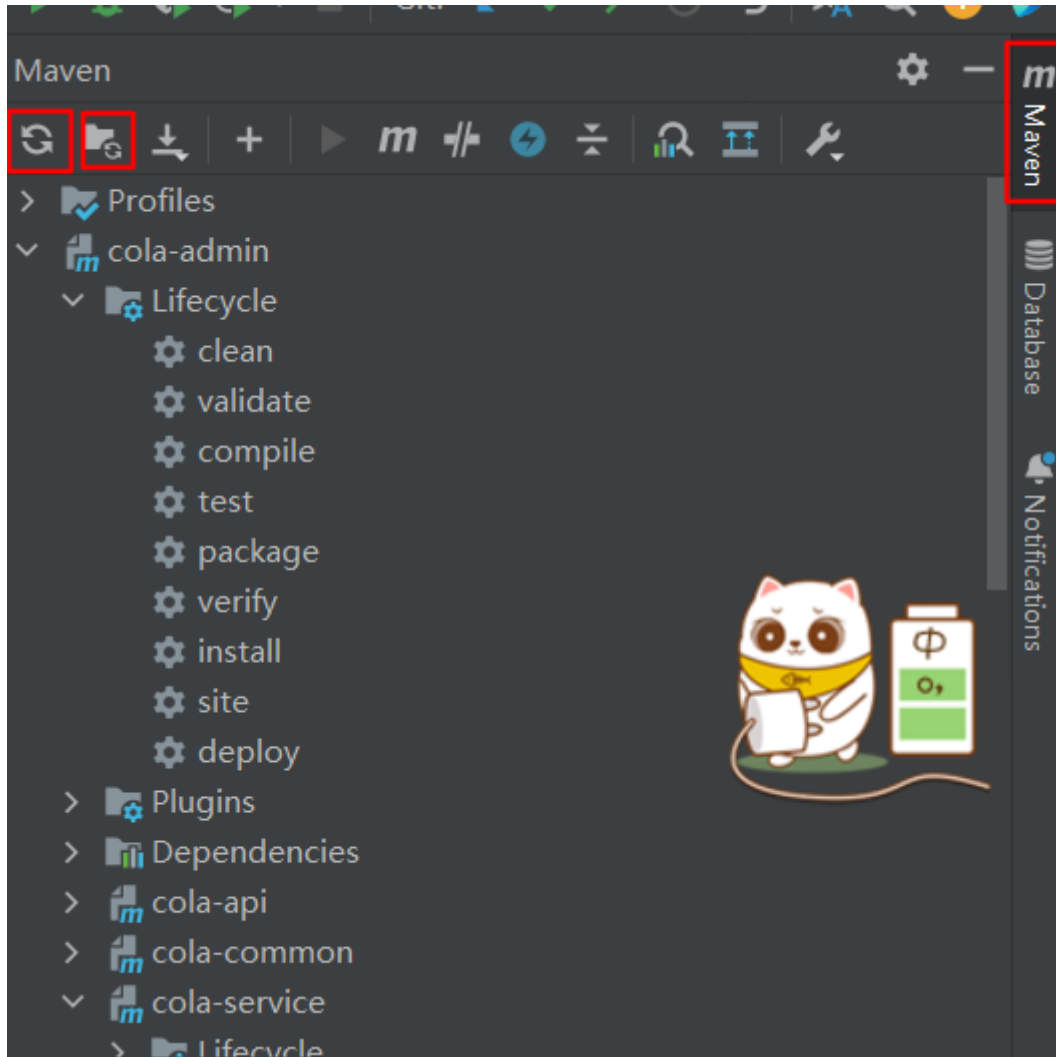 Maven
m
Maven
m
Profiles
cola-admin
Lifecycle
clean
validate
compile
test
package
verify
install
site
deploy
Plugins
Dependencies
cola-api
cola-common
cola-service
Lifecycle
Database
Notifications
中
o,